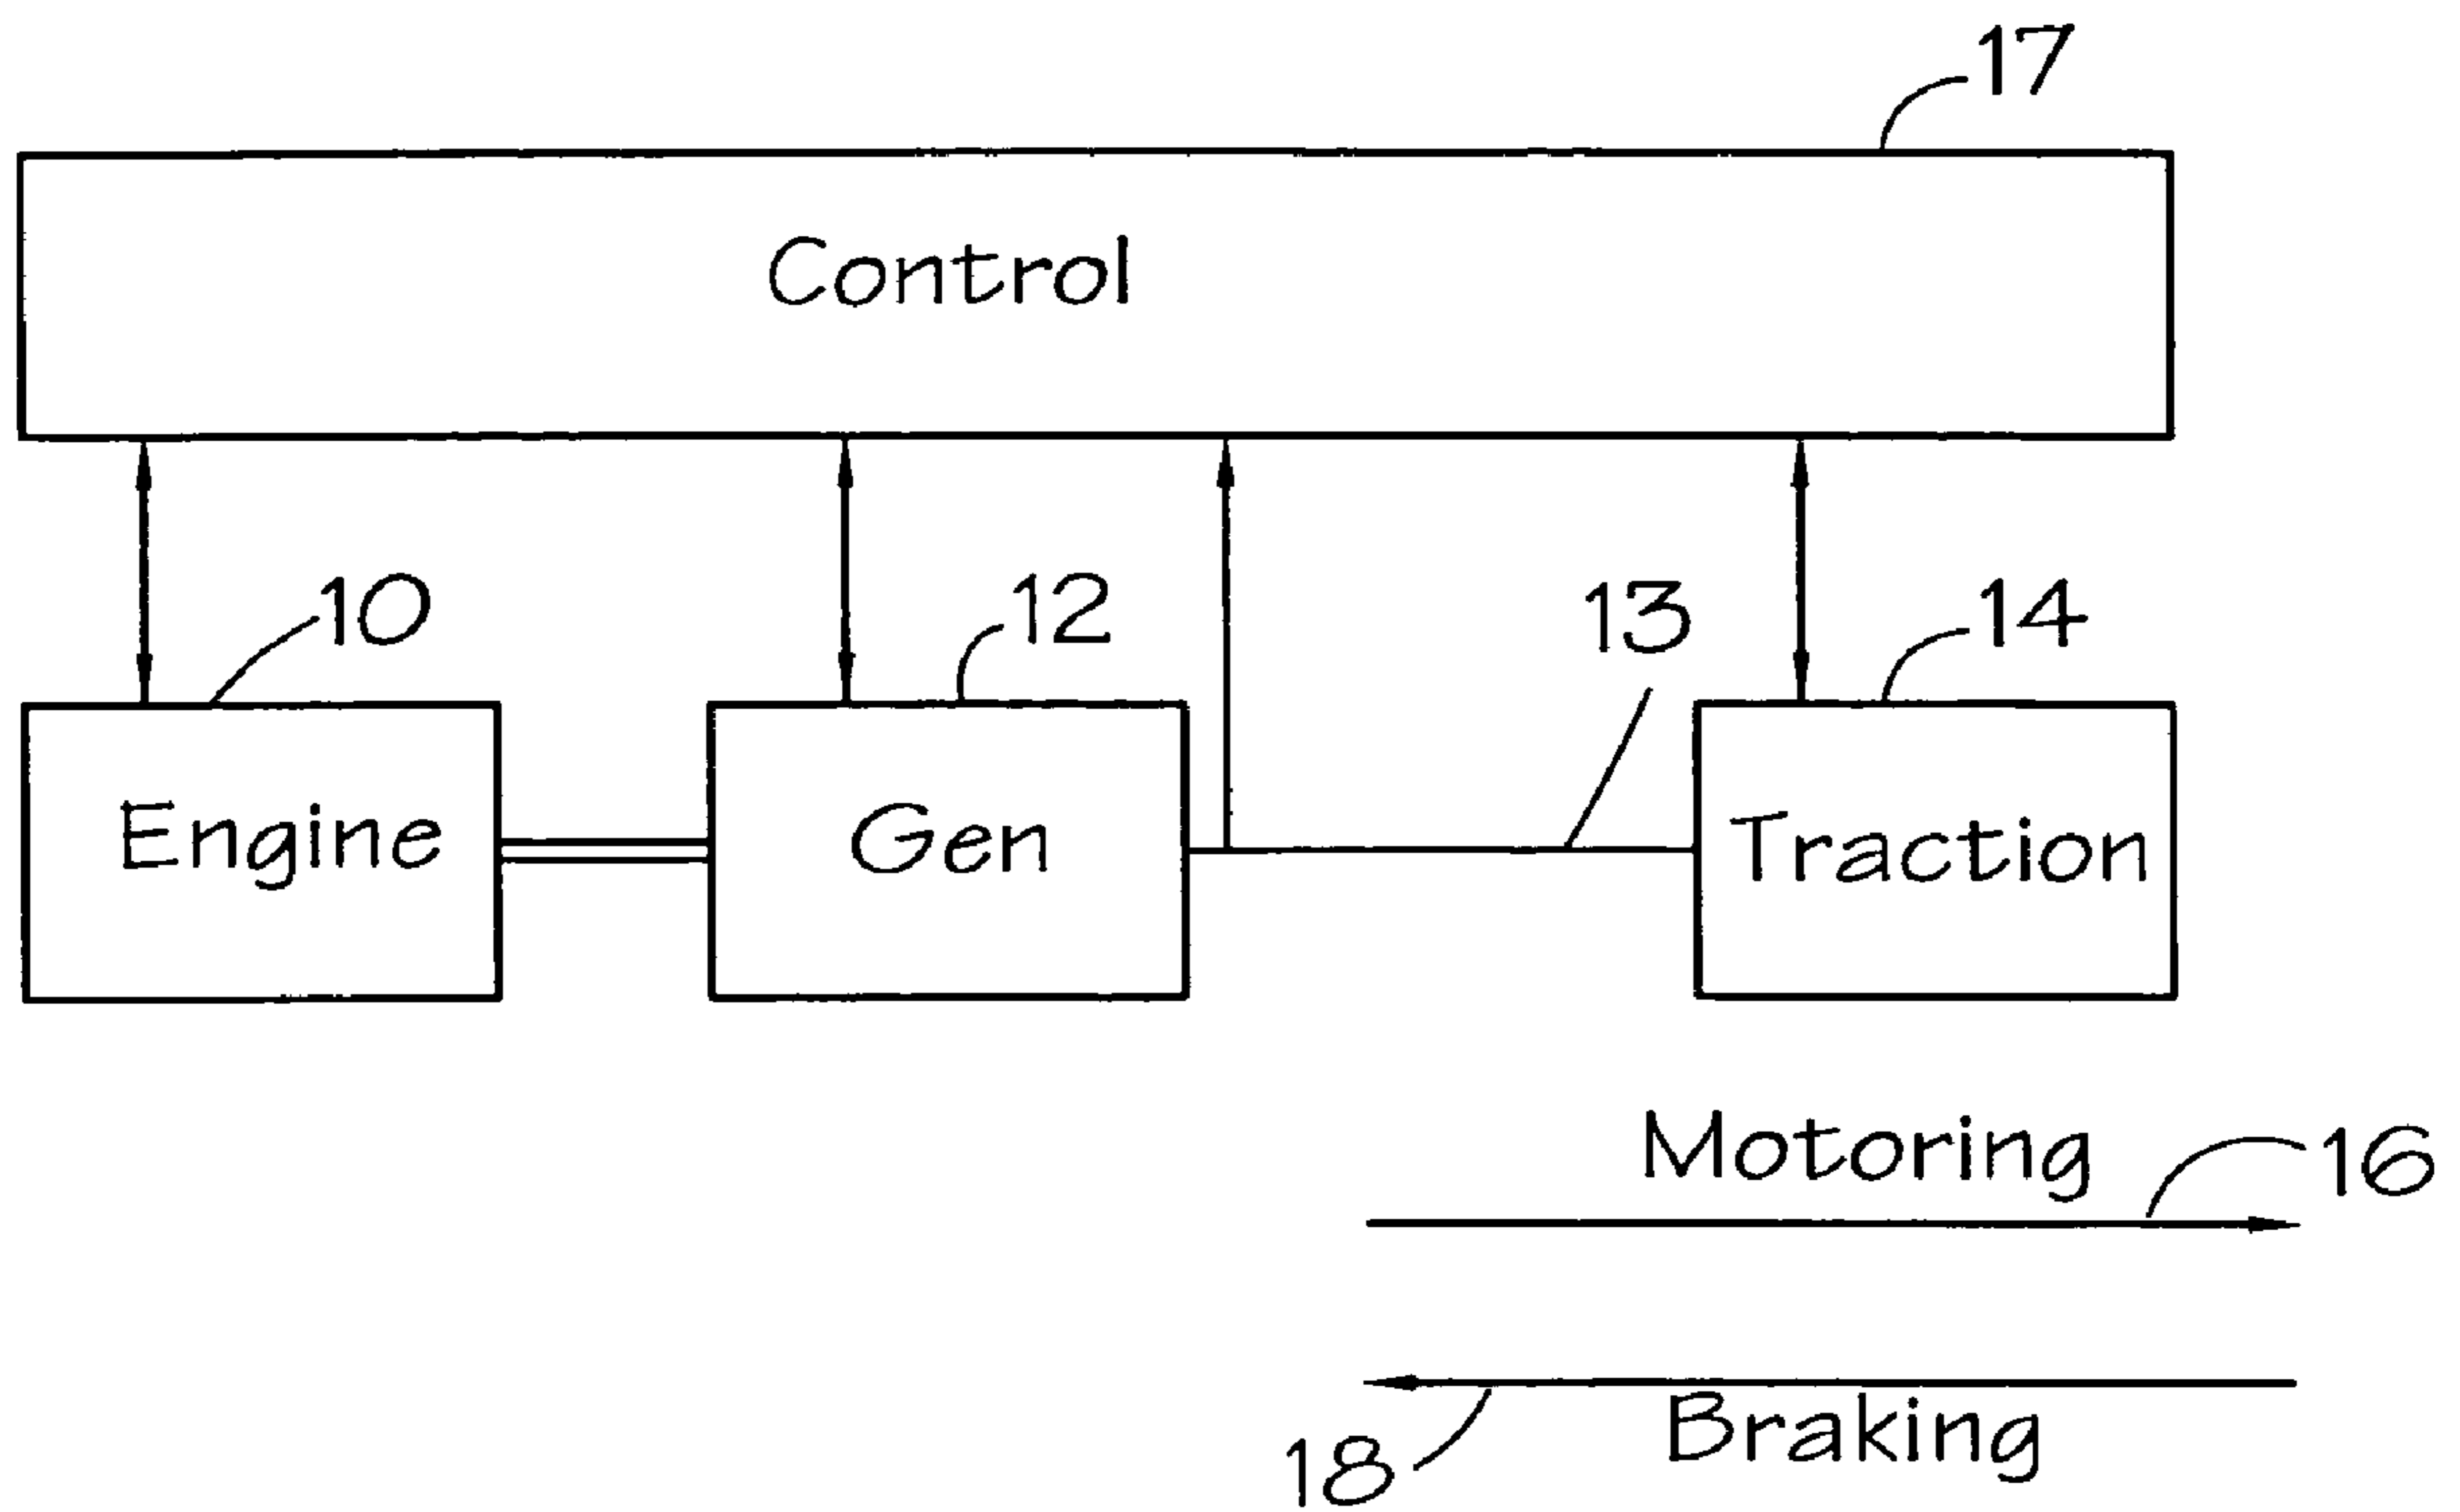 17
Control
10
12
13
14
Engine
Gen
Traction
Motoring
16
Braking
18